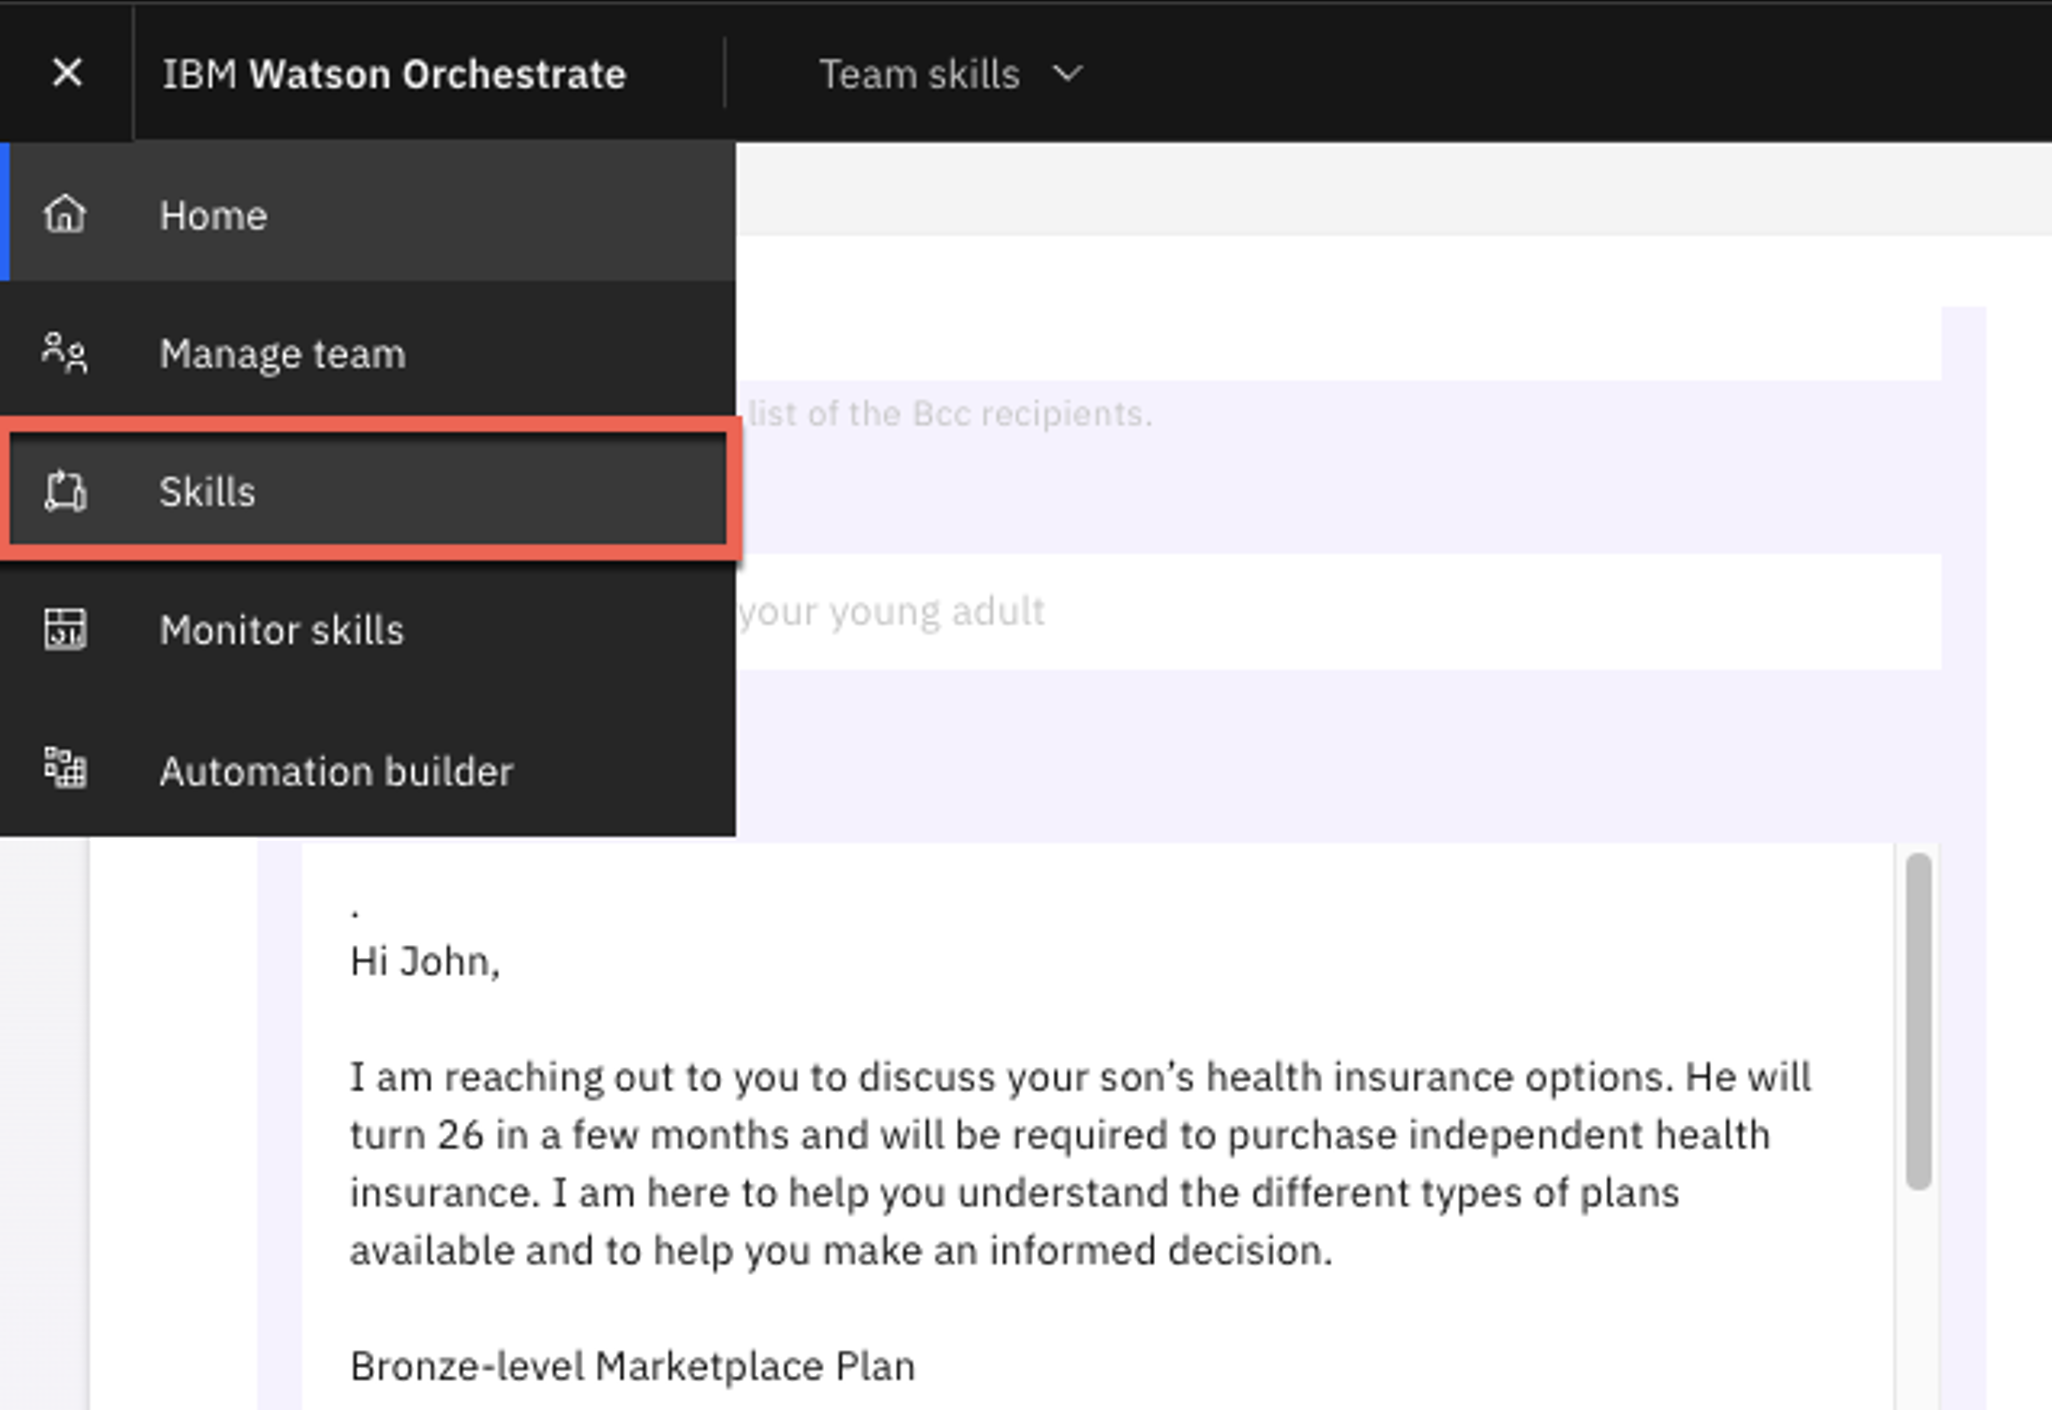 IBM Watson Orchestrate
Team skills
Home
Manage team
Skills
Monitor skills
Automation builder
list of the Bcc recipients.
your young adult
.
Hi John,
I am reaching out to you to discuss your son’s health insurance options. He will
turn 26 in a few months and will be required to purchase independent health
insurance. I am here to help you understand the different types of plans
available and to help you make an informed decision.
Bronze-level Marketplace Plan